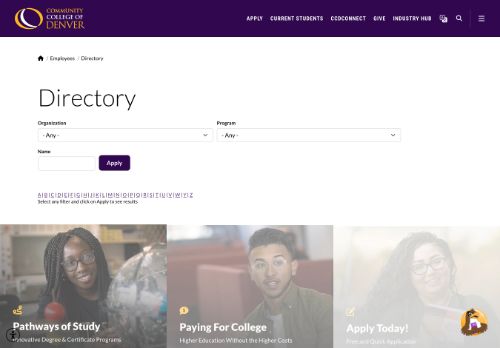 COMMUNITY
COLLEGE OF
DENVER
APPLY CURRENT STUDENTS CCDCONNECT GIVE INDUSTRY HUB
/ Employees / Directory
Directory
Organization Program
- Any - - Any -
Name
Apply
A | B | C | D | E | F | G | H | I | J | K | L | M | N | O | P | Q | R | S | T | U | V | W | Y | Z
Select any filter and click on Apply to see results
Pathways of Study Paying For College Apply Today!
Innovative Degree & Certificate Programs Higher Education Without the Higher Costs Free and Quick Application